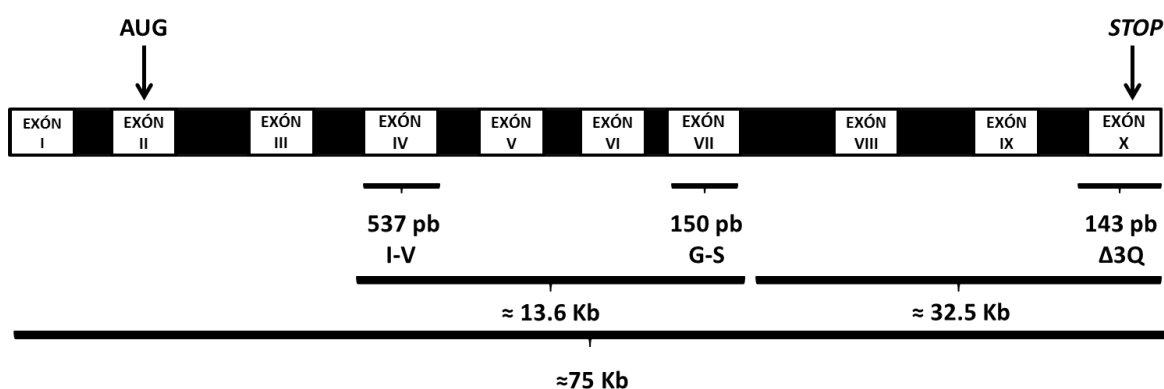 AUG
STOP
EXÓN
I
EXÓN
II
EXÓN
III
EXÓN
IV
EXÓN
V
EXÓN
VI
EXÓN
VII
EXÓN
VIII
EXÓN
IX
EXÓN
X
537 pb
I-V
150 pb
G-S
143 pb
Δ3Q
≈ 13.6 Kb
≈ 32.5 Kb
≈75 Kb